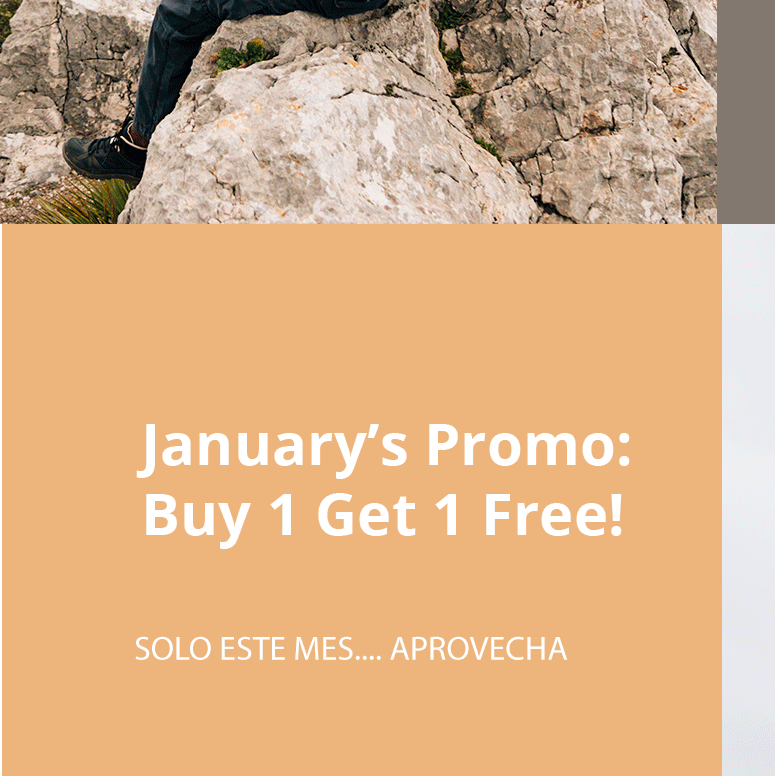 January’s Promo:
Buy 1 Get 1 Free!
SOLO ESTE MES.... APROVECHA